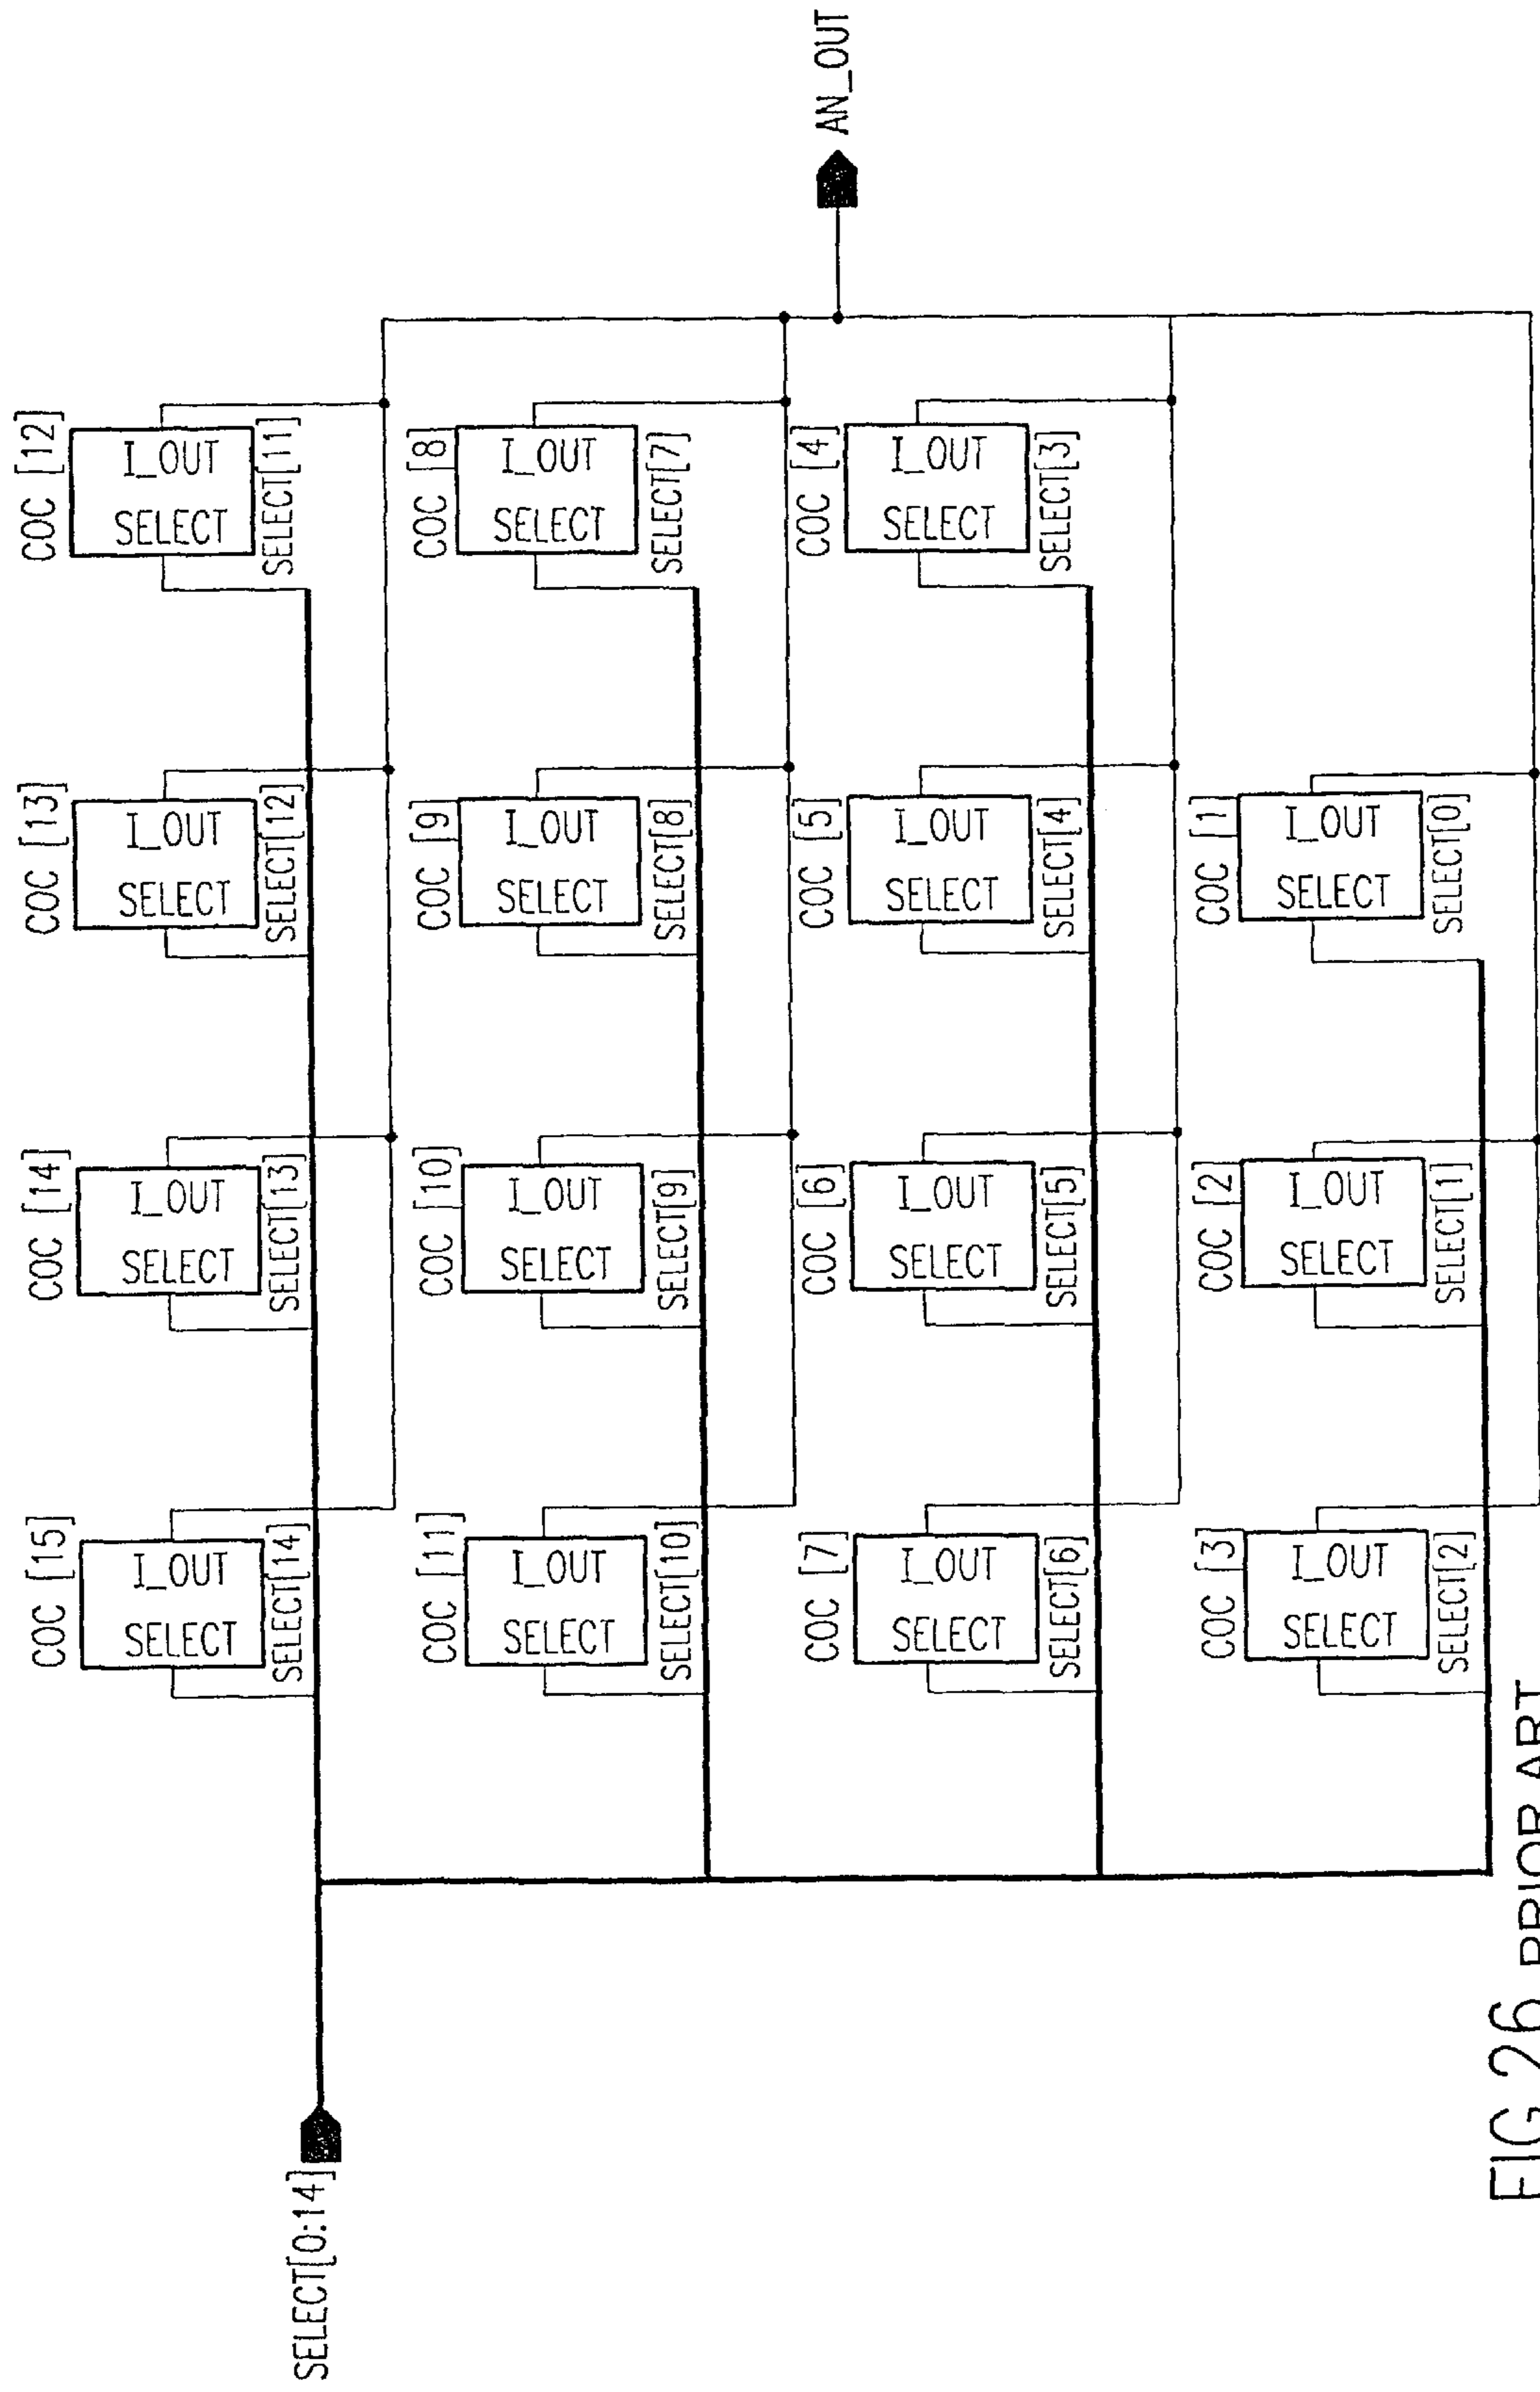 COC [15] COC [14] COC [13] COC [12]
SELECT I_OUT SELECT I_OUT SELECT I_OUT SELECT I_OUT
SELECT[14] SELECT[13] SELECT[12] SELECT[11]
SELECT[0:14]
COC [11] COC [10] COC [9] COC [8]
SELECT I_OUT SELECT I_OUT SELECT I_OUT SELECT I_OUT
SELECT[10] SELECT[9] SELECT[8] SELECT[7]
AN_OUT
COC [7] COC [6] COC [5] COC [4]
SELECT I_OUT SELECT I_OUT SELECT I_OUT SELECT I_OUT
SELECT[6] SELECT[5] SELECT[4] SELECT[3]
COC [3] COC [2] COC [1]
SELECT I_OUT SELECT I_OUT SELECT I_OUT
SELECT[2] SELECT[1] SELECT[0]
FIG 26 PRIOR ART